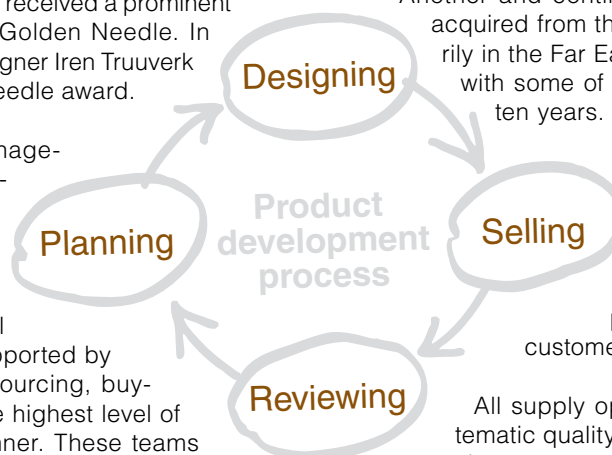 received a prominent
Golden Needle. In
gner Iren Truuverk
eedle award.
nage-
-
Another and
acquired from th
rily in the Far Ea
with some of
ten years.
Designing
Planning
Product
development
process
Selling
Reviewing
l
pported by
ourcing, buy-
e highest level of
nner. These teams
custome
All supply op
tematic quality